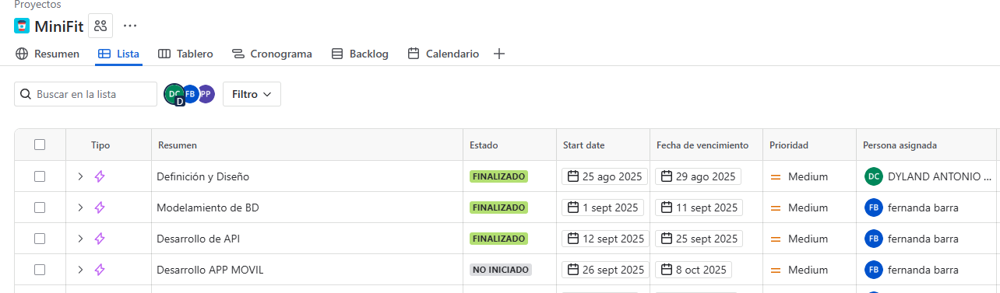 Proyectos
MiniFit
Resumen Lista Tablero Cronograma Backlog Calendario
Buscar en la lista DC D FB PP Filtro
Tipo Resumen Estado Start date Fecha de vencimiento Prioridad Persona asignada
Definición y Diseño FINALIZADO 25 ago 2025 29 ago 2025 Medium DC DYLAND ANTONIO ...
Modelamiento de BD FINALIZADO 1 sept 2025 11 sept 2025 Medium FB fernanda barra
Desarrollo de API FINALIZADO 12 sept 2025 25 sept 2025 Medium FB fernanda barra
Desarrollo APP MOVIL NO INICIADO 26 sept 2025 8 oct 2025 Medium FB fernanda barra